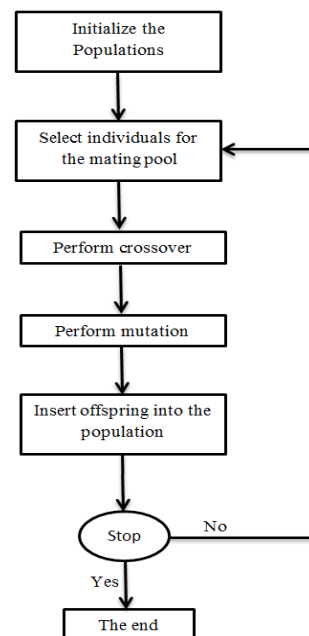 Initialize the
Populations
Select individuals for
the mating pool
Perform crossover
Perform mutation
Insert offspring into the
population
Stop
No
Yes
The end